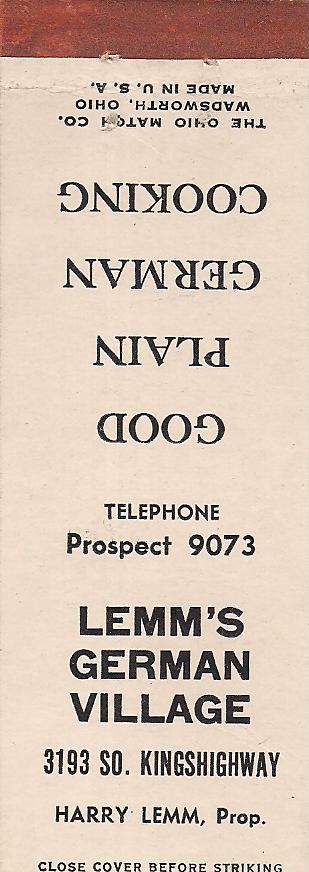 GOOD
PLAIN
GERMAN
COOKING
THE OHIO MATCH CO.
WADSWORTH, OHIO
MADE IN U. S. A.
TELEPHONE
Prospect 9073
LEMM'S
GERMAN
VILLAGE
3193 SO. KINGSHIGHWAY
HARRY LEMM, Prop.
CLOSE COVER BEFORE STRIKING